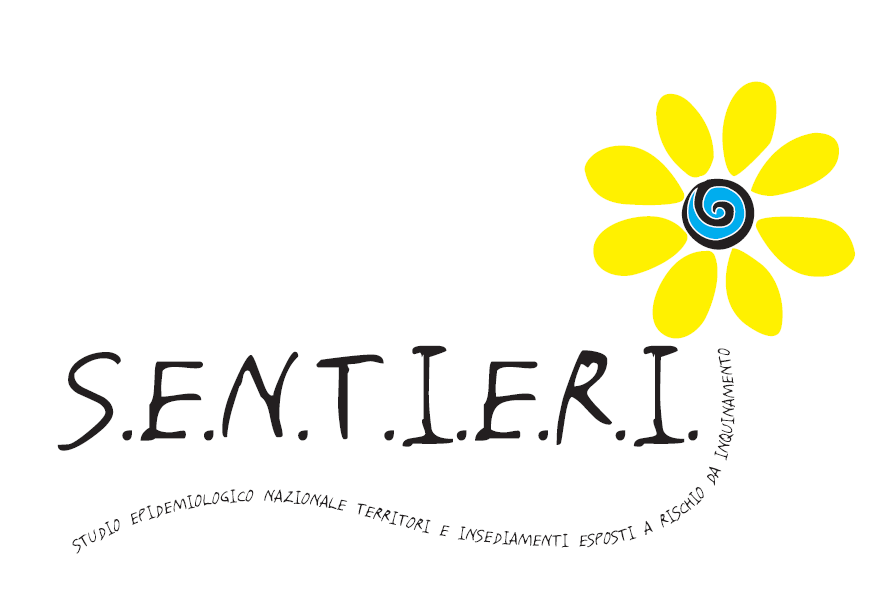 S.E.N.T.I.E.R.I.
STUDIO EPIDEMIOLOGICO NAZIONALE TERRITORI E INSEDIAMENTI ESPOSTI A RISCHIO DA INQUINAMENTO